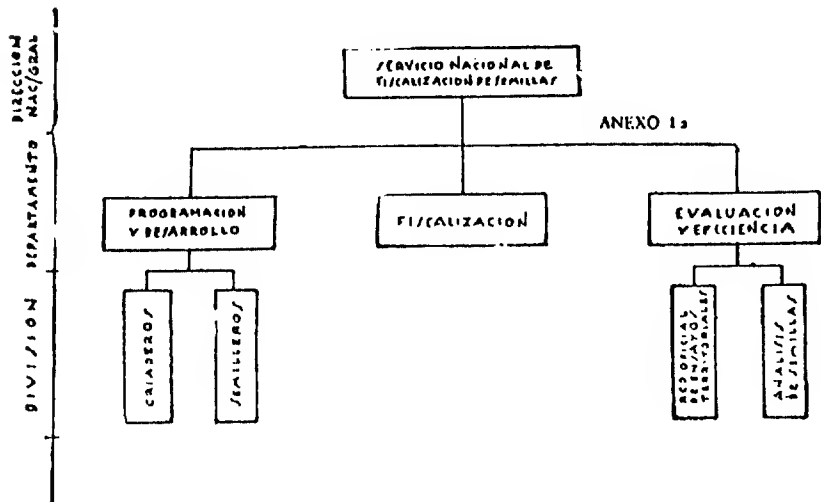 DIRECCION
NAC/GRAL
SERVICIO NACIONAL DE
FISCALIZACION DE SEMILLAS
ANEXO 1a
DEPARTAMENTO
PROGRAMACION
Y DESARROLLO
FISCALIZACION
EVALUACION
Y EFICIENCIA
DIVISION
CRIADEROS
SEMILLEROS
RED OFICIAL
DE ENSAYOS
TERRITORIALES
ANALISIS
DE SEMILLAS